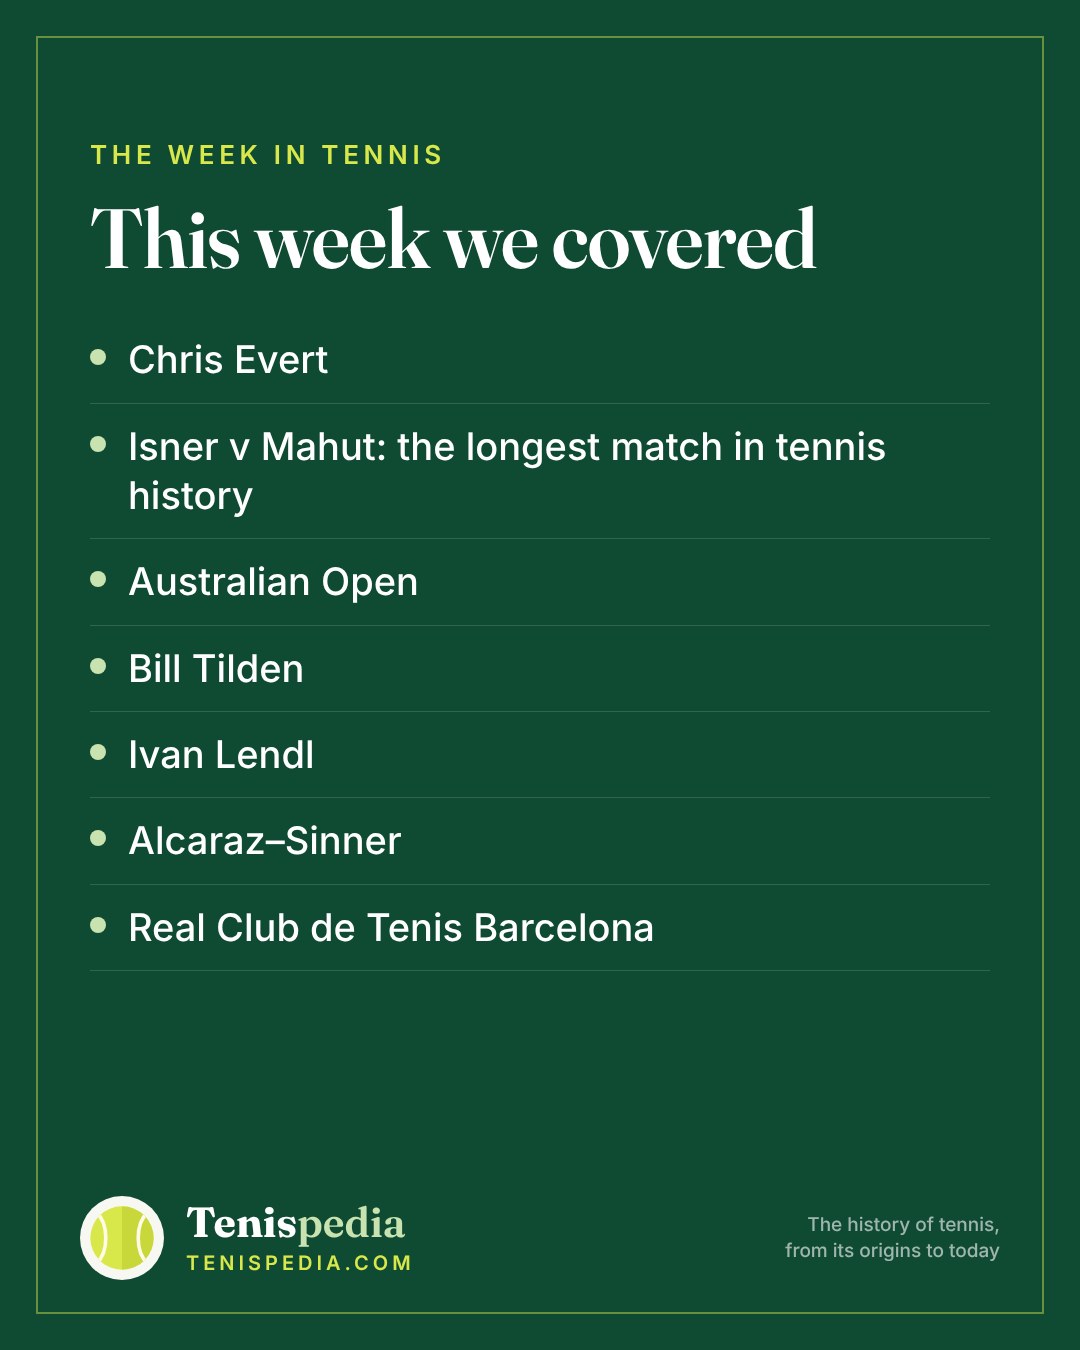 THE WEEK IN TENNIS
This week we covered
Chris Evert
Isner v Mahut: the longest match in tennis
history
Australian Open
Bill Tilden
Ivan Lendl
Alcaraz–Sinner
Real Club de Tenis Barcelona
Tenispedia
TENISPEDIA.COM
The history of tennis,
from its origins to today